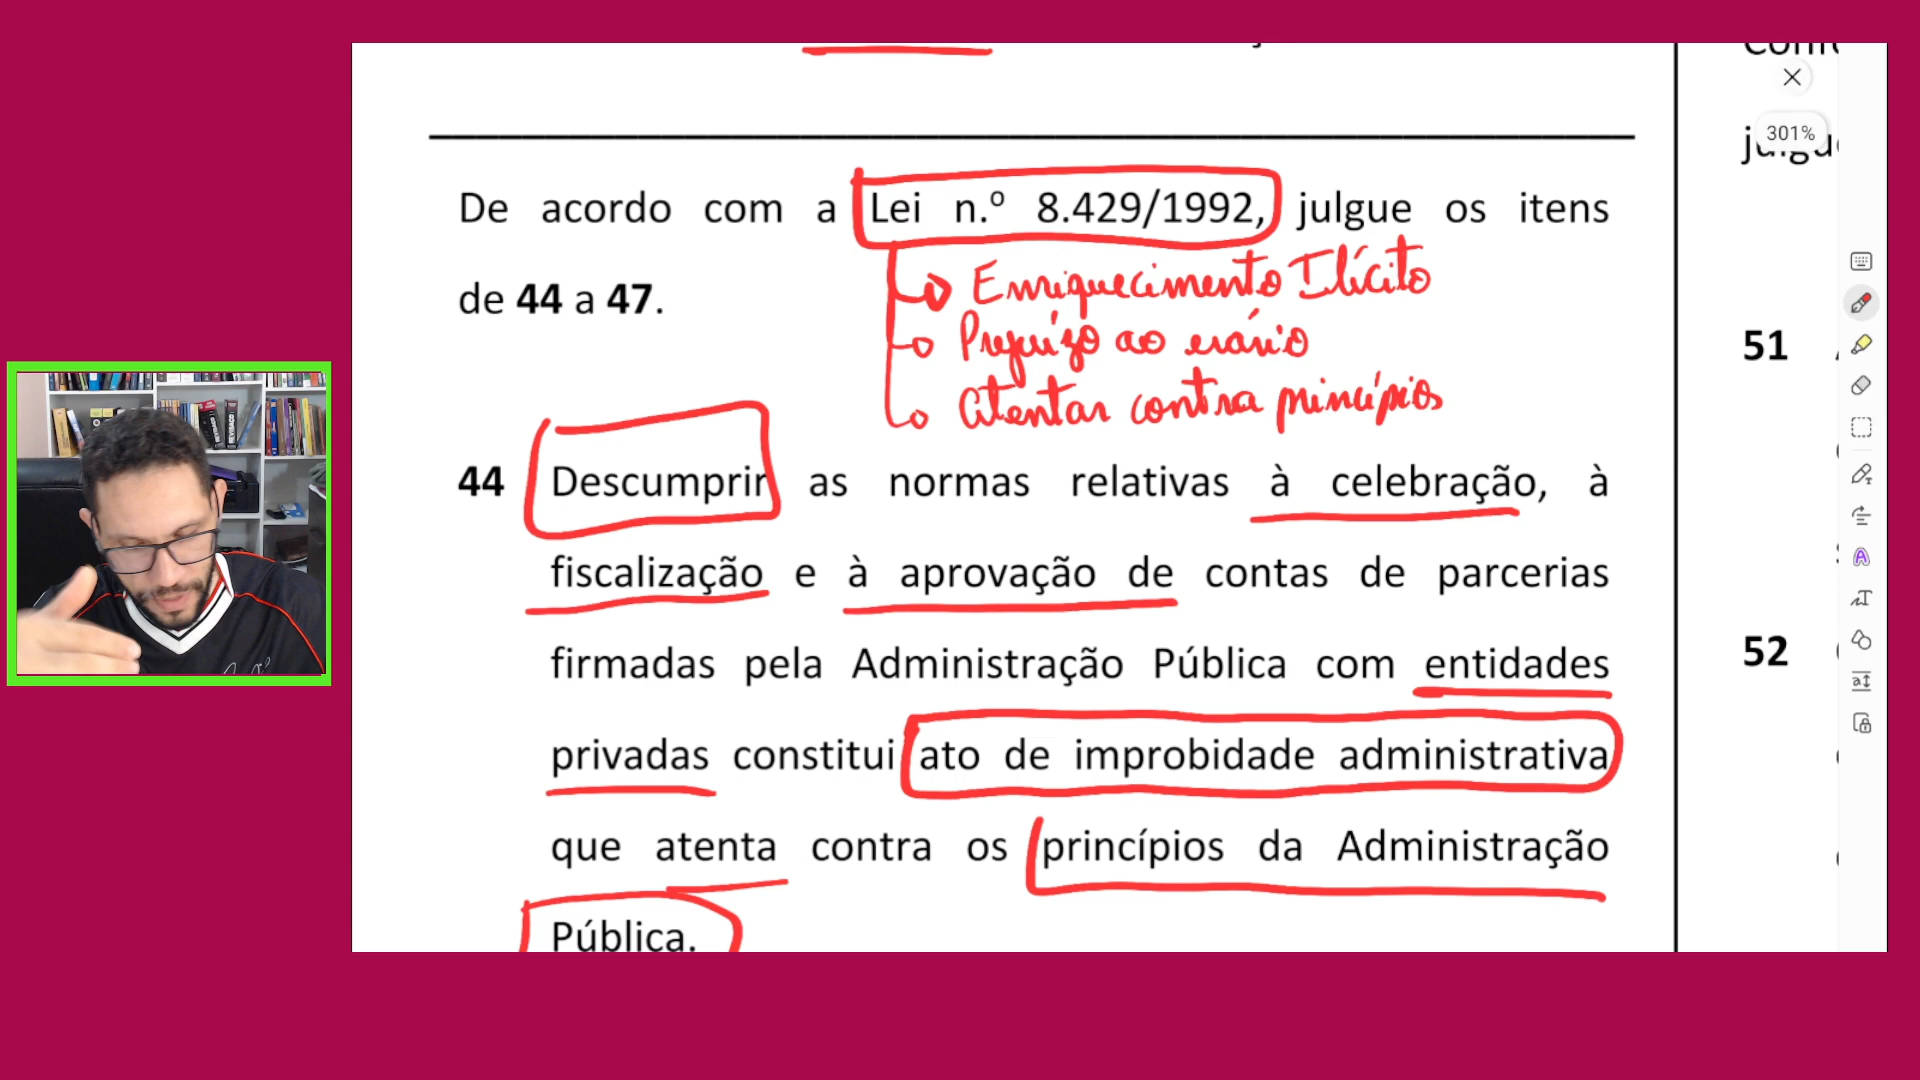 De acordo com a Lei n.º 8.429/1992, julgue os itens
de 44 a 47.
Enriquecimento Ilícito
Prejuízo ao erário
Atentar contra princípios
44 Descumprir as normas relativas à celebração, à
fiscalização e à aprovação de contas de parcerias
firmadas pela Administração Pública com entidades
privadas constitui ato de improbidade administrativa
que atenta contra os princípios da Administração
Pública.
301%
51
52